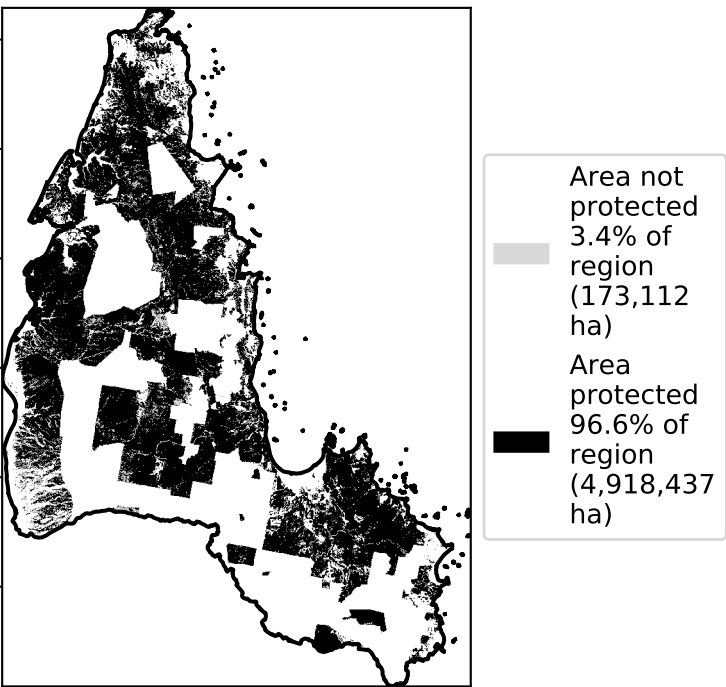 Area not
protected
3.4% of
region
(173,112
ha)
Area
protected
96.6% of
region
(4,918,437
ha)